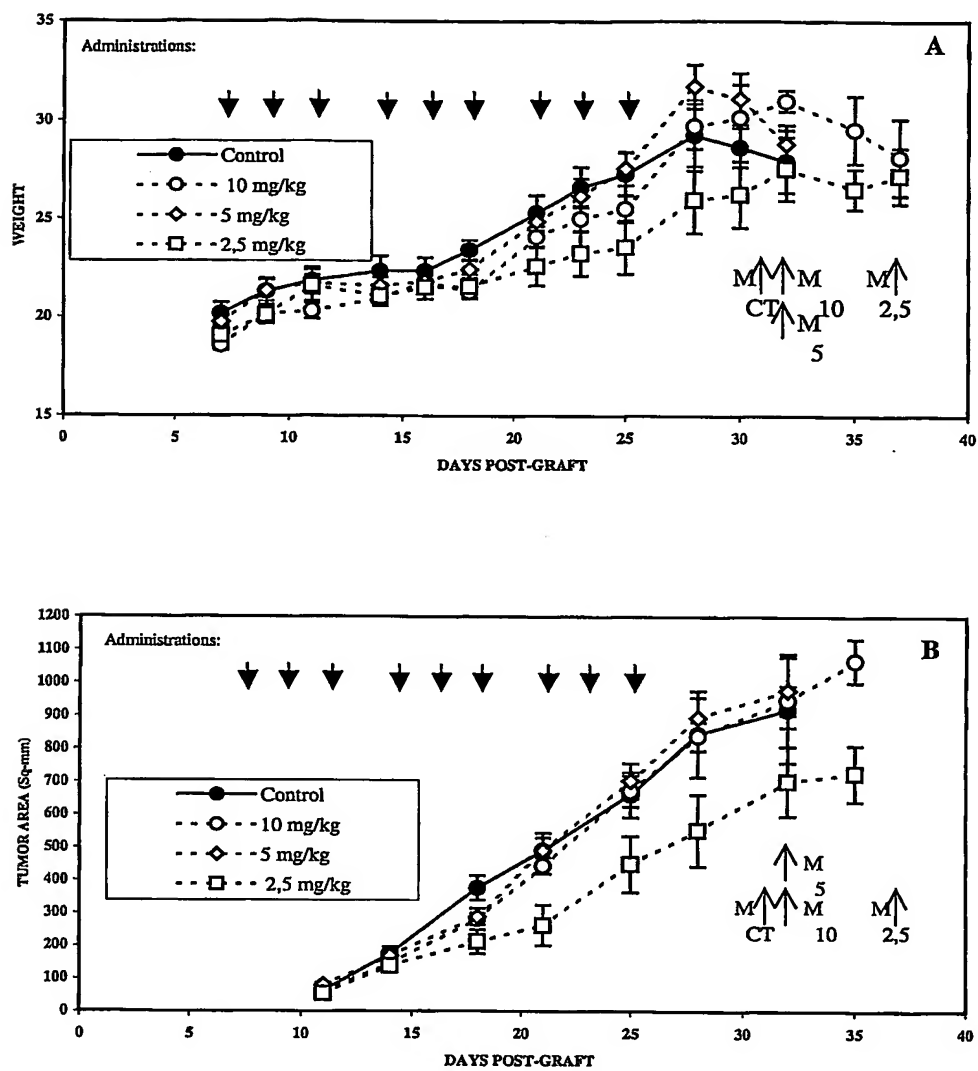 35
Administrations:
A
30
Control
10 mg/kg
5 mg/kg
2,5 mg/kg
WEIGHT
25
M M M
CT 10 2,5
M
5
20
15
0 5 10 15 20 25 30 35 40
DAYS POST-GRAFT
1200
Administrations:
B
1100
1000
900
800
700
Control
10 mg/kg
5 mg/kg
2,5 mg/kg
TUMOR AREA (Sq-mm)
600
500
400
300
200
100
0
M
5
M M M
CT 10 2,5
0 5 10 15 20 25 30 35 40
DAYS POST-GRAFT